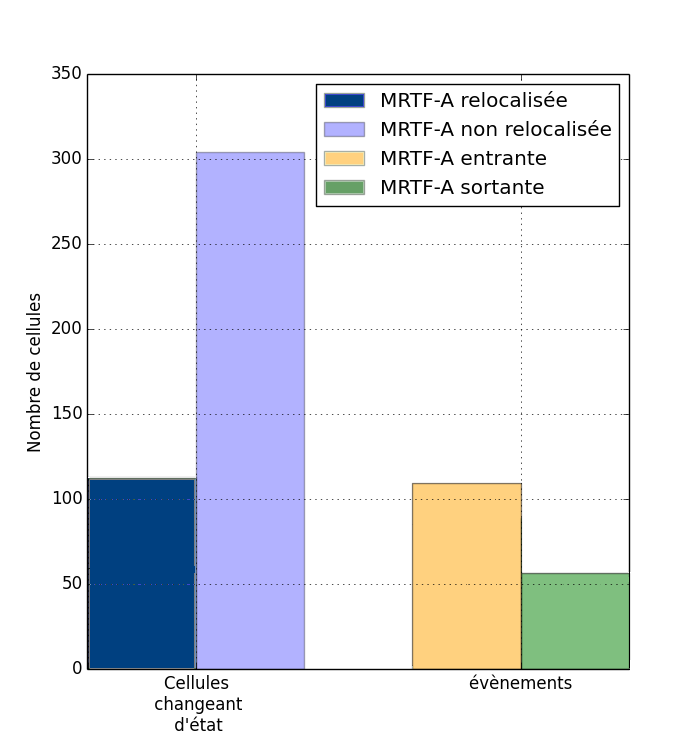 350
300
250
200
150
100
50
0
Nombre de cellules
MRTF-A relocalisée
MRTF-A non relocalisée
MRTF-A entrante
MRTF-A sortante
Cellules
changeant
d'état
évènements